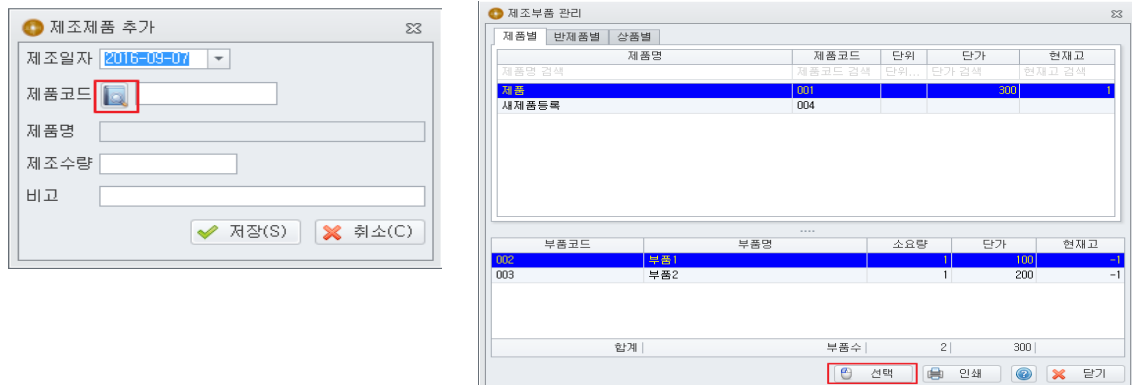 제조제품 추가
제조일자 2016-09-07
제품코드
제품명
제조수량
비고
저장(S) 취소(C)
제조부품 관리
제품별 반제품별 상품별
제품명 제품코드 단위 단가 현재고
제품명 검색 제품코드 검색 단위... 단가 검색 현재고 검색
제품 001 300 1
새제품등록 004
부품코드 부품명 소요량 단가 현재고
002 부품1 1 100 -1
003 부품2 1 200 -1
합계 부품수 2 300
선택 인쇄 닫기